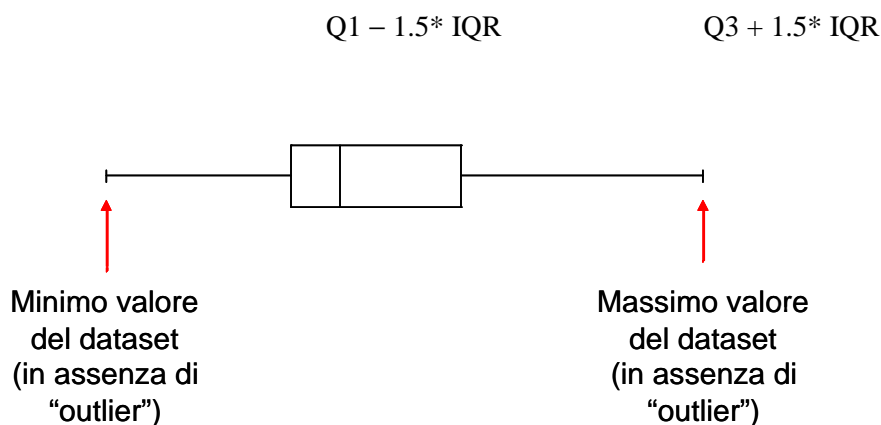 Q1 − 1.5* IQR
Q3 + 1.5* IQR
Minimo valore
del dataset
(in assenza di
“outlier”)
Massimo valore
del dataset
(in assenza di
“outlier”)